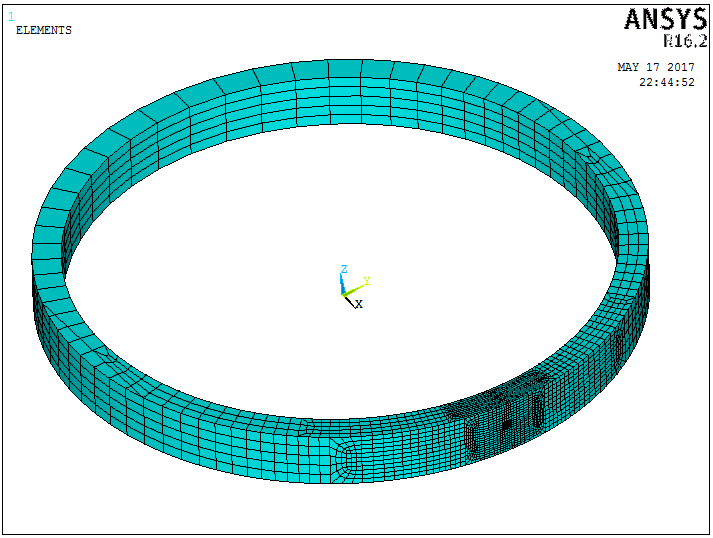 1
ELEMENTS
ANSYS
R16.2
MAY 17 2017
22:44:52
Z
Y
X